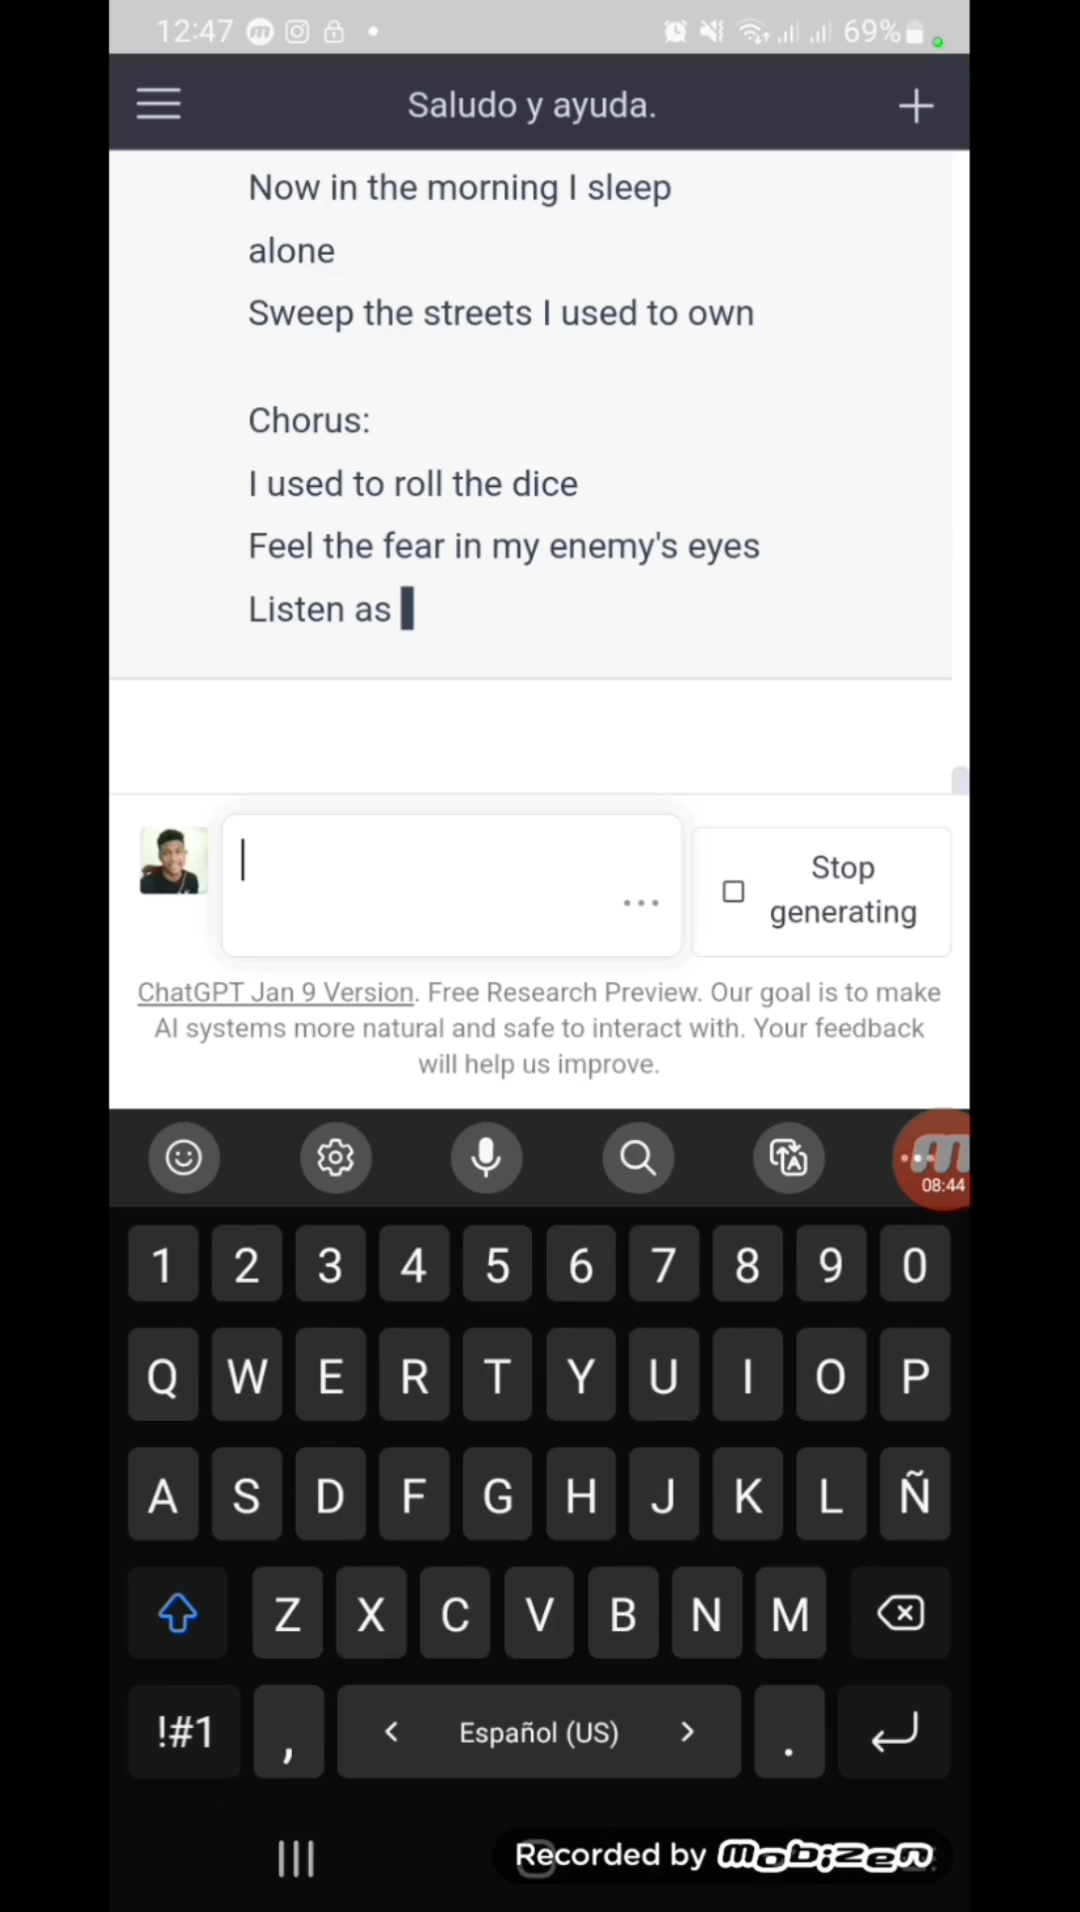 12:47
69%
Saludo y ayuda.
Now in the morning I sleep
alone
Sweep the streets I used to own
Chorus:
I used to roll the dice
Feel the fear in my enemy's eyes
Listen as
Stop
generating
ChatGPT Jan 9 Version. Free Research Preview. Our goal is to make
AI systems more natural and safe to interact with. Your feedback
will help us improve.
08:44
1 2 3 4 5 6 7 8 9 0
Q W E R T Y U I O P
A S D F G H J K L Ñ
Z X C V B N M
!#1 , < Español (US) > .
Recorded by mobizen